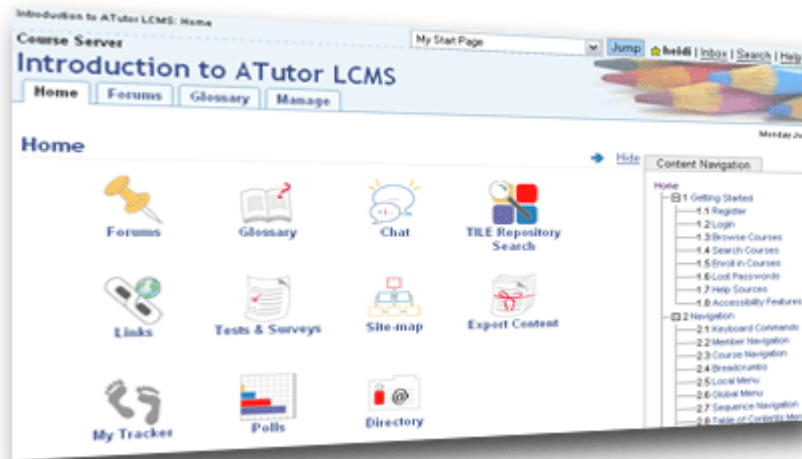 Introduction to ATutor LCMS: Home
Course Server
My Start Page
Jump
heidi | Inbox | Search | Help
Introduction to ATutor LCMS
Home Forums Glossary Manage
Home
Hide
Content Navigation
Forums
Glossary
Chat
TILE Repository
Search
Links
Tests & Surveys
Site-map
Export Content
My Tracker
Polls
Directory
Home
1 Getting Started
1.1 Register
1.2 Login
1.3 Browse Courses
1.4 Search Courses
1.5 Enroll in Courses
1.6 Lost Passwords
1.7 Help Sources
1.8 Accessibility Features
2 Navigation
2.1 Keyboard Commands
2.2 Member Navigation
2.3 Course Navigation
2.4 Breadcrumbs
2.5 Local Menu
2.6 Global Menu
2.7 Sequence Navigation
2.8 Table of Contents